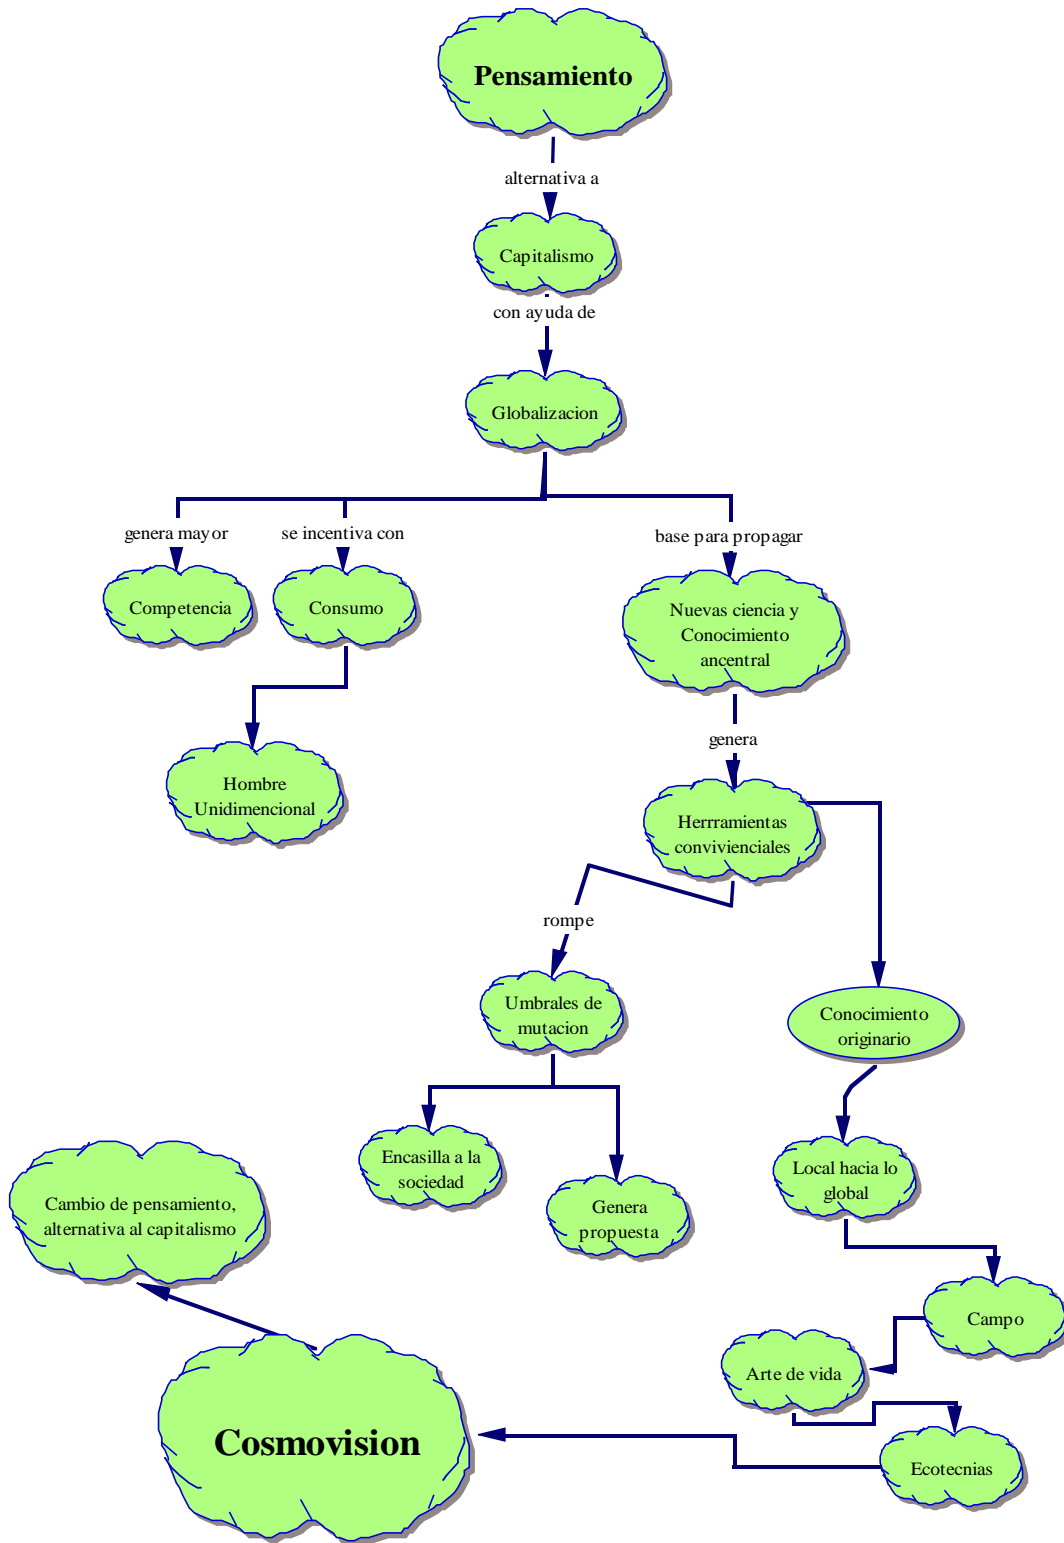 Pensamiento
alternativa a
Capitalismo
con ayuda de
Globalizacion
genera mayor
se incentiva con
base para propagar
Competencia
Consumo
Nuevas ciencia y
Conocimiento
ancentral
genera
Hombre
Unidimencional
Herrramientas
convivienciales
rompe
Umbrales de
mutacion
Conocimiento
originario
Encasilla a la
sociedad
Genera
propuesta
Local hacia lo
global
Cambio de pensamiento,
alternativa al capitalismo
Campo
Arte de vida
Cosmovision
Ecotecnias